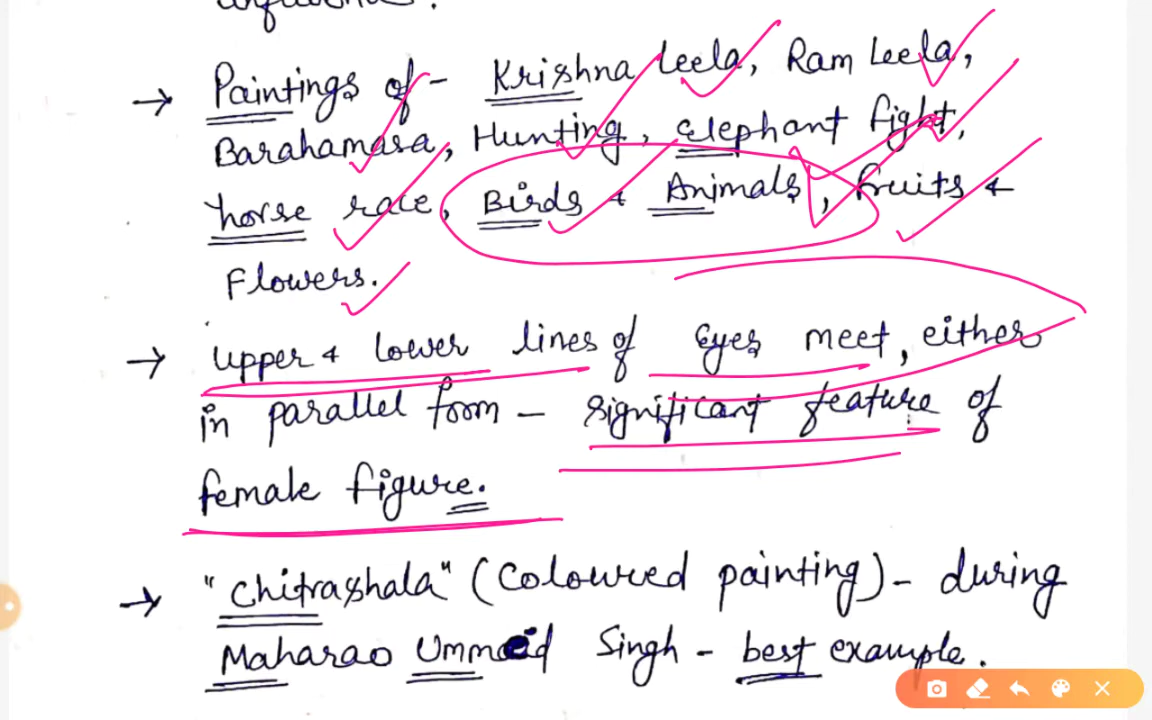 → Paintings of - Krishna leela, Ram Leela,
Barahamasa, Hunting, elephant fight,
horse race, Birds & Animals, fruits &
Flowers.
→ upper & lower lines of Eyes meet, either
in parallel form - significant feature of
female figure.
→ "Chitrashala" (Coloured painting) - during
Maharao Ummeid Singh - best example.